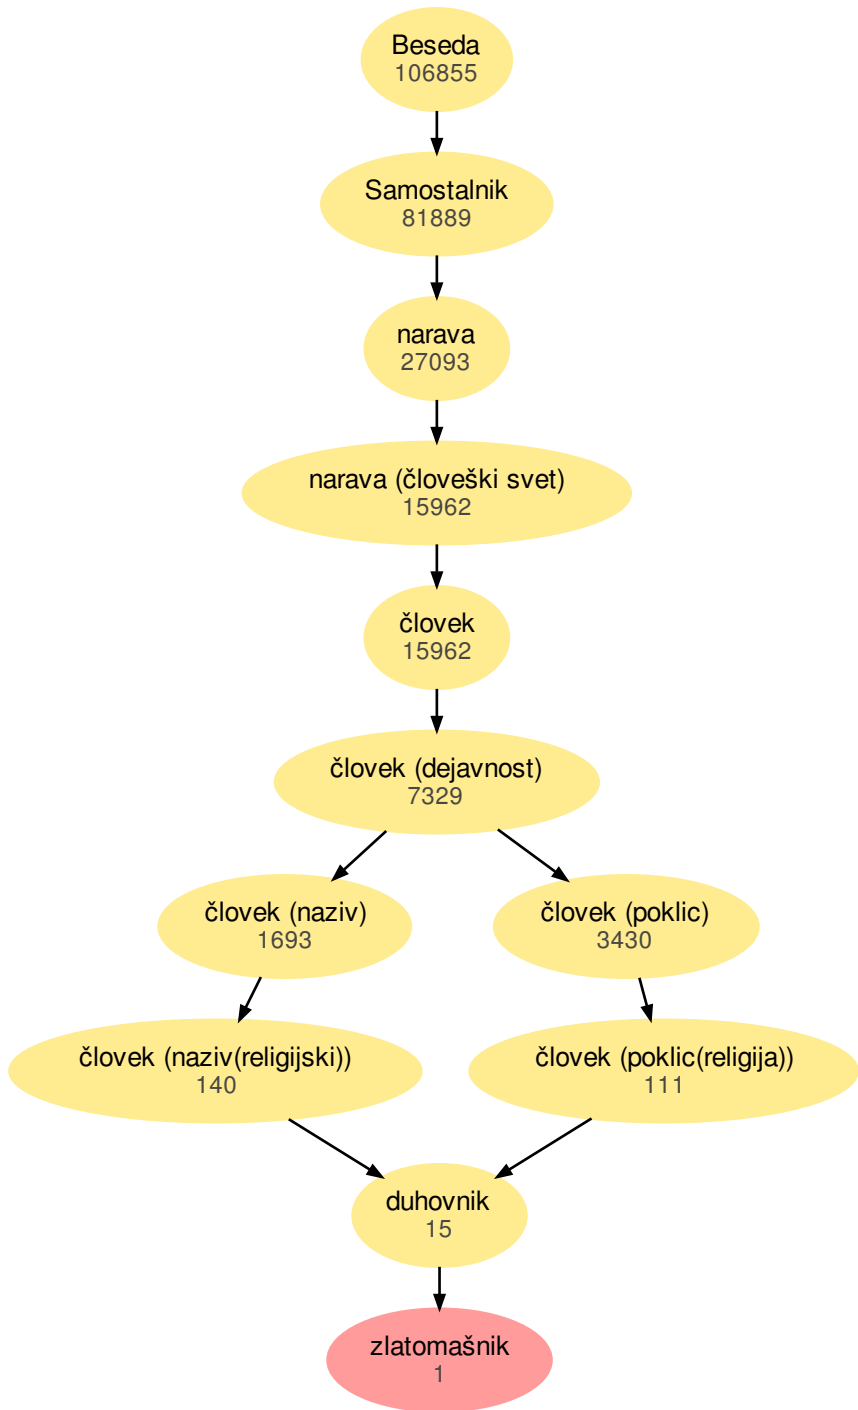 Beseda
106855
Samostalnik
81889
narava
27093
narava (človeški svet)
15962
človek
15962
človek (dejavnost)
7329
človek (naziv)
1693
človek (poklic)
3430
človek (naziv(religijski))
140
človek (poklic(religija))
111
duhovnik
15
zlatomašnik
1